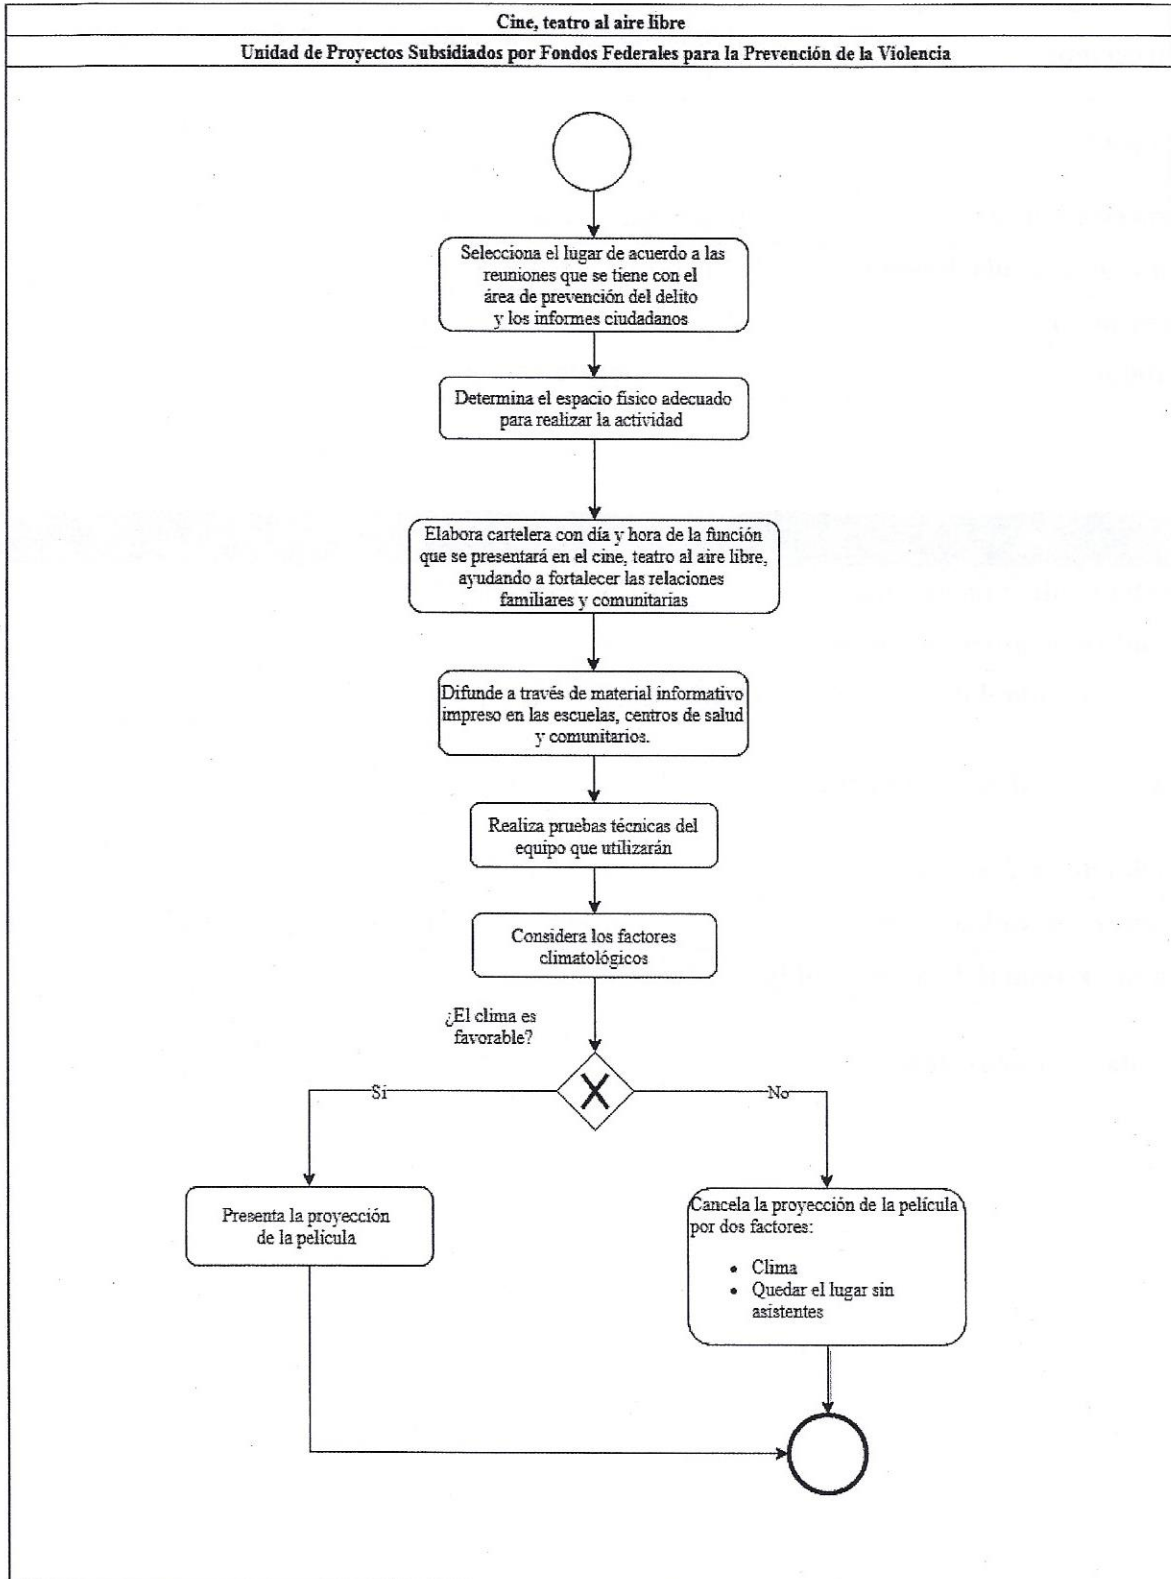 Cine, teatro al aire libre
Unidad de Proyectos Subsidiados por Fondos Federales para la Prevención de la Violencia
Selecciona el lugar de acuerdo a las
reuniones que se tiene con el
área de prevención del delito
y los informes ciudadanos
Determina el espacio físico adecuado
para realizar la actividad
Elabora cartelera con día y hora de la función
que se presentará en el cine, teatro al aire libre,
ayudando a fortalecer las relaciones
familiares y comunitarias
Difunde a través de material informativo
impreso en las escuelas, centros de salud
y comunitarios.
Realiza pruebas técnicas del
equipo que utilizarán
Considera los factores
climatológicos
¿El clima es
favorable?
Sí
No
Presenta la proyección
de la película
Cancela la proyección de la película
por dos factores:
• Clima
• Quedar el lugar sin
asistentes